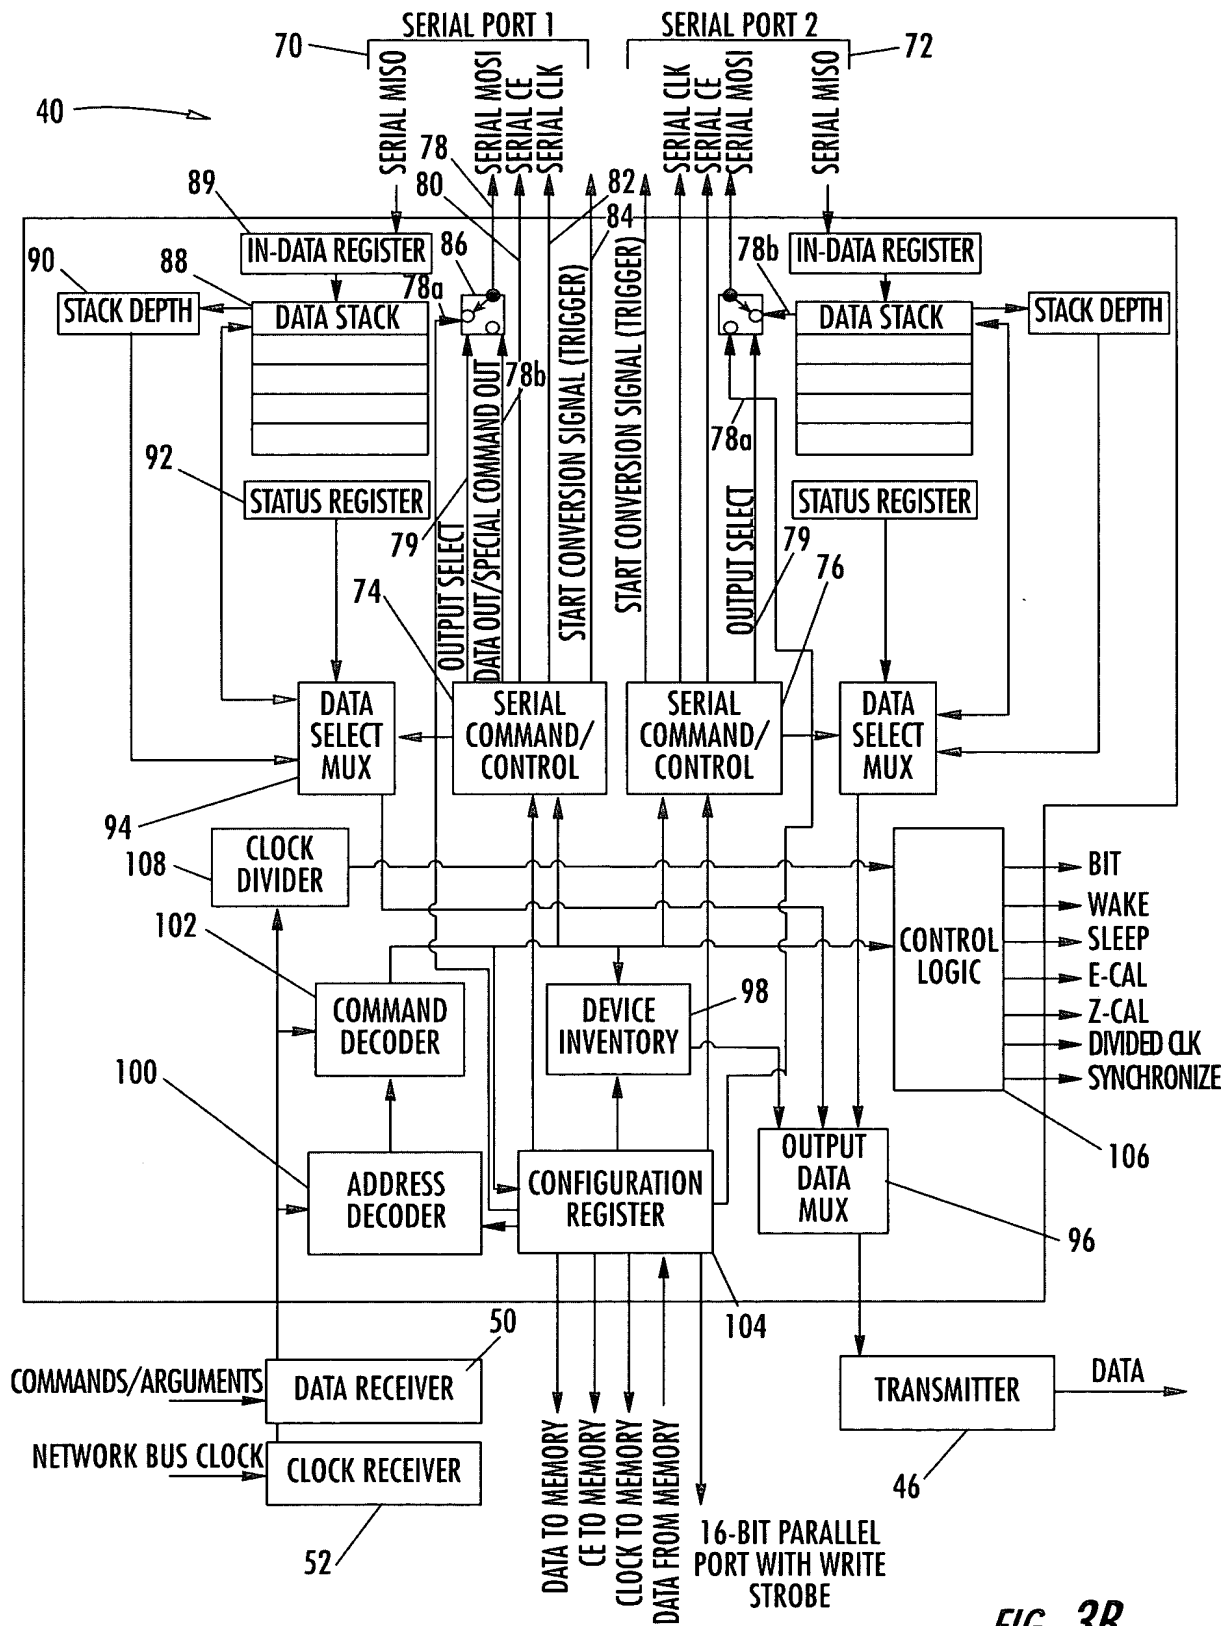 SERIAL PORT 1
SERIAL PORT 2
70
72
40
SERIAL MISO
SERIAL MOSI
SERIAL CE
SERIAL CLK
SERIAL CLK
SERIAL CE
SERIAL MOSI
SERIAL MISO
78
80
82
84
89
86
90
88
78a
78b
IN-DATA REGISTER
IN-DATA REGISTER
STACK DEPTH
DATA STACK
DATA STACK
STACK DEPTH
78b
78a
92
STATUS REGISTER
STATUS REGISTER
79
79
74
76
OUTPUT SELECT
DATA OUT/SPECIAL COMMAND OUT
START CONVERSION SIGNAL (TRIGGER)
START CONVERSION SIGNAL (TRIGGER)
OUTPUT SELECT
DATA
SELECT
MUX
SERIAL
COMMAND/
CONTROL
SERIAL
COMMAND/
CONTROL
DATA
SELECT
MUX
94
108
CLOCK
DIVIDER
102
COMMAND
DECODER
DEVICE
INVENTORY
98
CONTROL
LOGIC
BIT
WAKE
SLEEP
E-CAL
Z-CAL
DIVIDED CLK
SYNCHRONIZE
100
ADDRESS
DECODER
CONFIGURATION
REGISTER
OUTPUT
DATA
MUX
106
96
104
50
COMMANDS/ARGUMENTS
DATA RECEIVER
TRANSMITTER
DATA
NETWORK BUS CLOCK
CLOCK RECEIVER
46
52
DATA TO MEMORY
CE TO MEMORY
CLOCK TO MEMORY
DATA FROM MEMORY
16-BIT PARALLEL
PORT WITH WRITE
STROBE
FIG. 3B